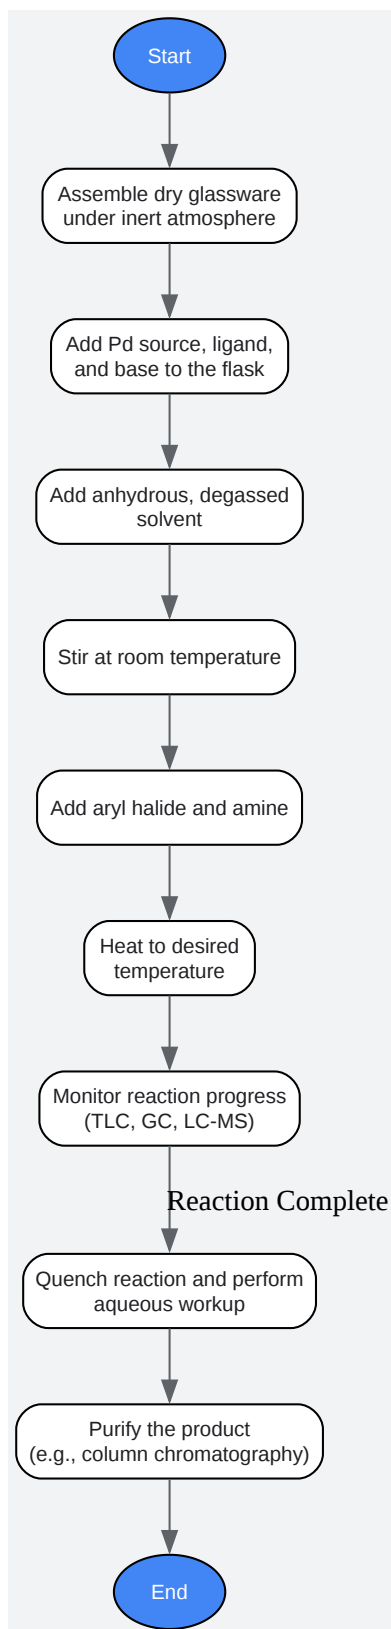 Start
Assemble dry glassware
under inert atmosphere
Add Pd source, ligand,
and base to the flask
Add anhydrous, degassed
solvent
Stir at room temperature
Add aryl halide and amine
Heat to desired
temperature
Monitor reaction progress
(TLC, GC, LC-MS)
Reaction Complete
Quench reaction and perform
aqueous workup
Purify the product
(e.g., column chromatography)
End